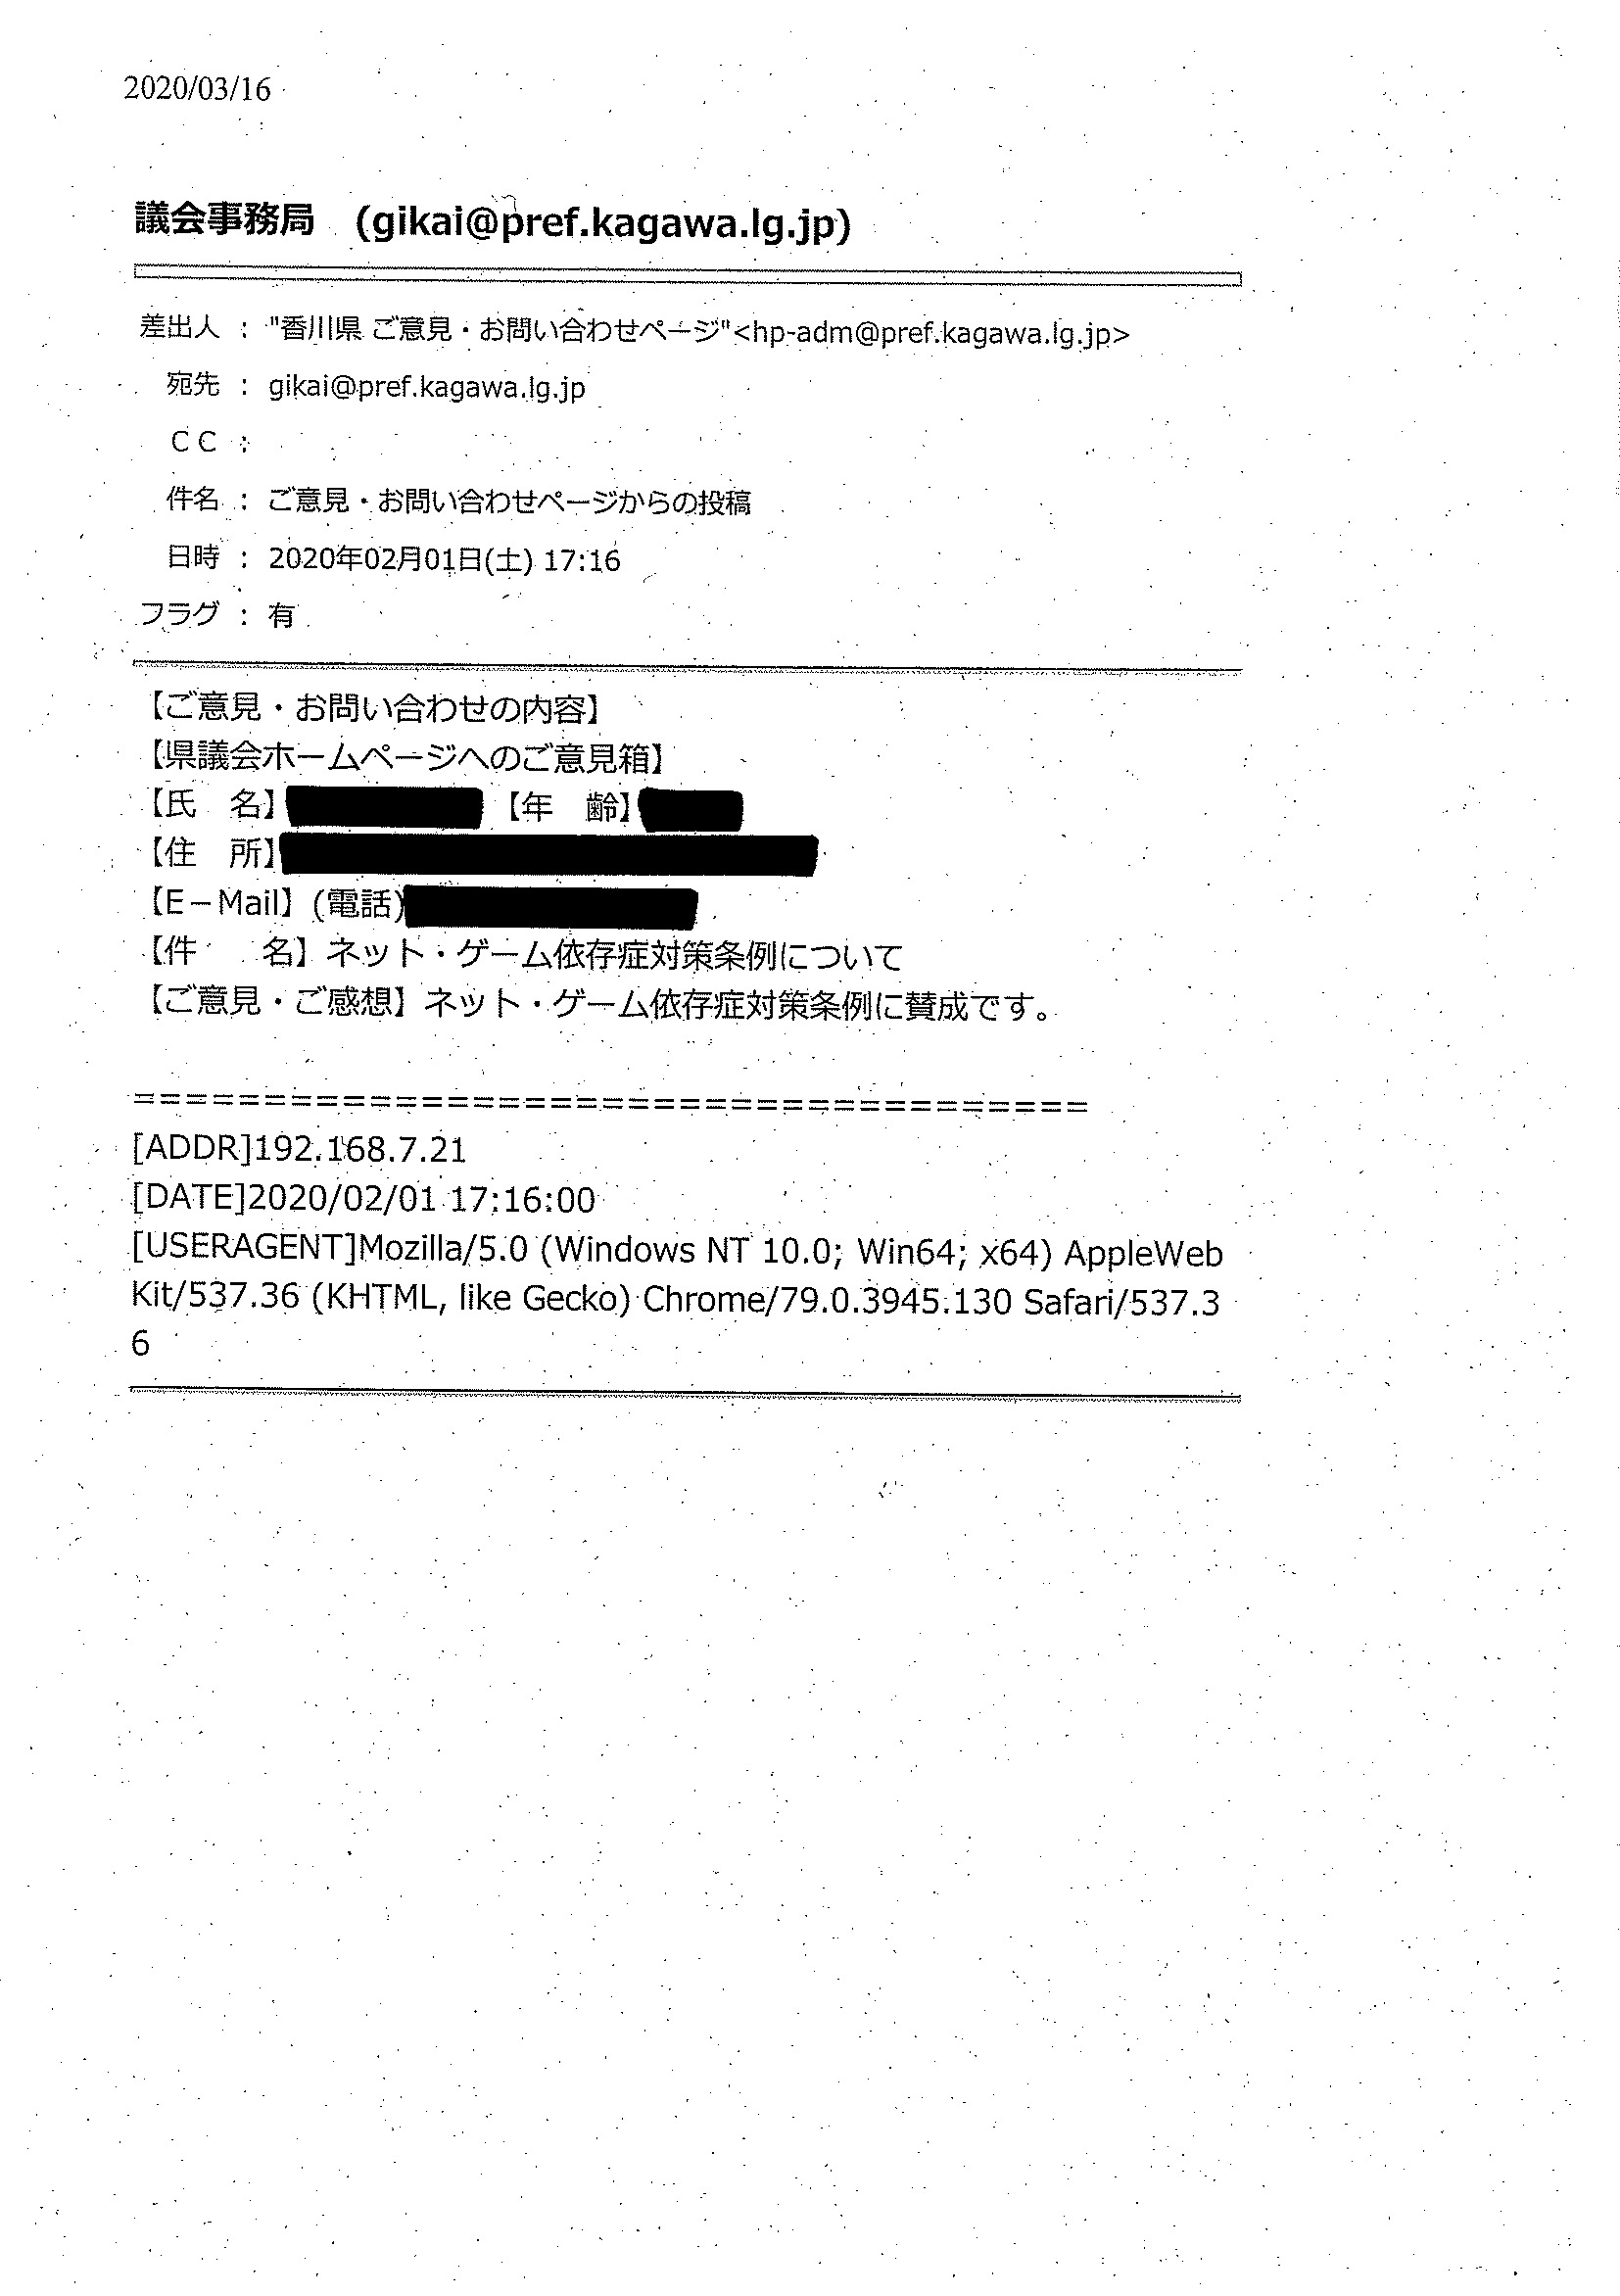 2020/03/16
議会事務局　(gikai@pref.kagawa.lg.jp)
差出人 : "香川県 ご意見・お問い合わせページ"<hp-adm@pref.kagawa.lg.jp>
宛先 : gikai@pref.kagawa.lg.jp
ＣＣ :
件名 : ご意見・お問い合わせページからの投稿
日時 : 2020年02月01日(土) 17:16
フラグ : 有
【ご意見・お問い合わせの内容】
【県議会ホームページへのご意見箱】
【氏　名】　【年　齢】
【住　所】
【E－Mail】(電話)
【件　　名】ネット・ゲーム依存症対策条例について
【ご意見・ご感想】ネット・ゲーム依存症対策条例に賛成です。
=====================================
[ADDR]192.168.7.21
[DATE]2020/02/01 17:16:00
[USERAGENT]Mozilla/5.0 (Windows NT 10.0; Win64; x64) AppleWeb
Kit/537.36 (KHTML, like Gecko) Chrome/79.0.3945.130 Safari/537.3
6